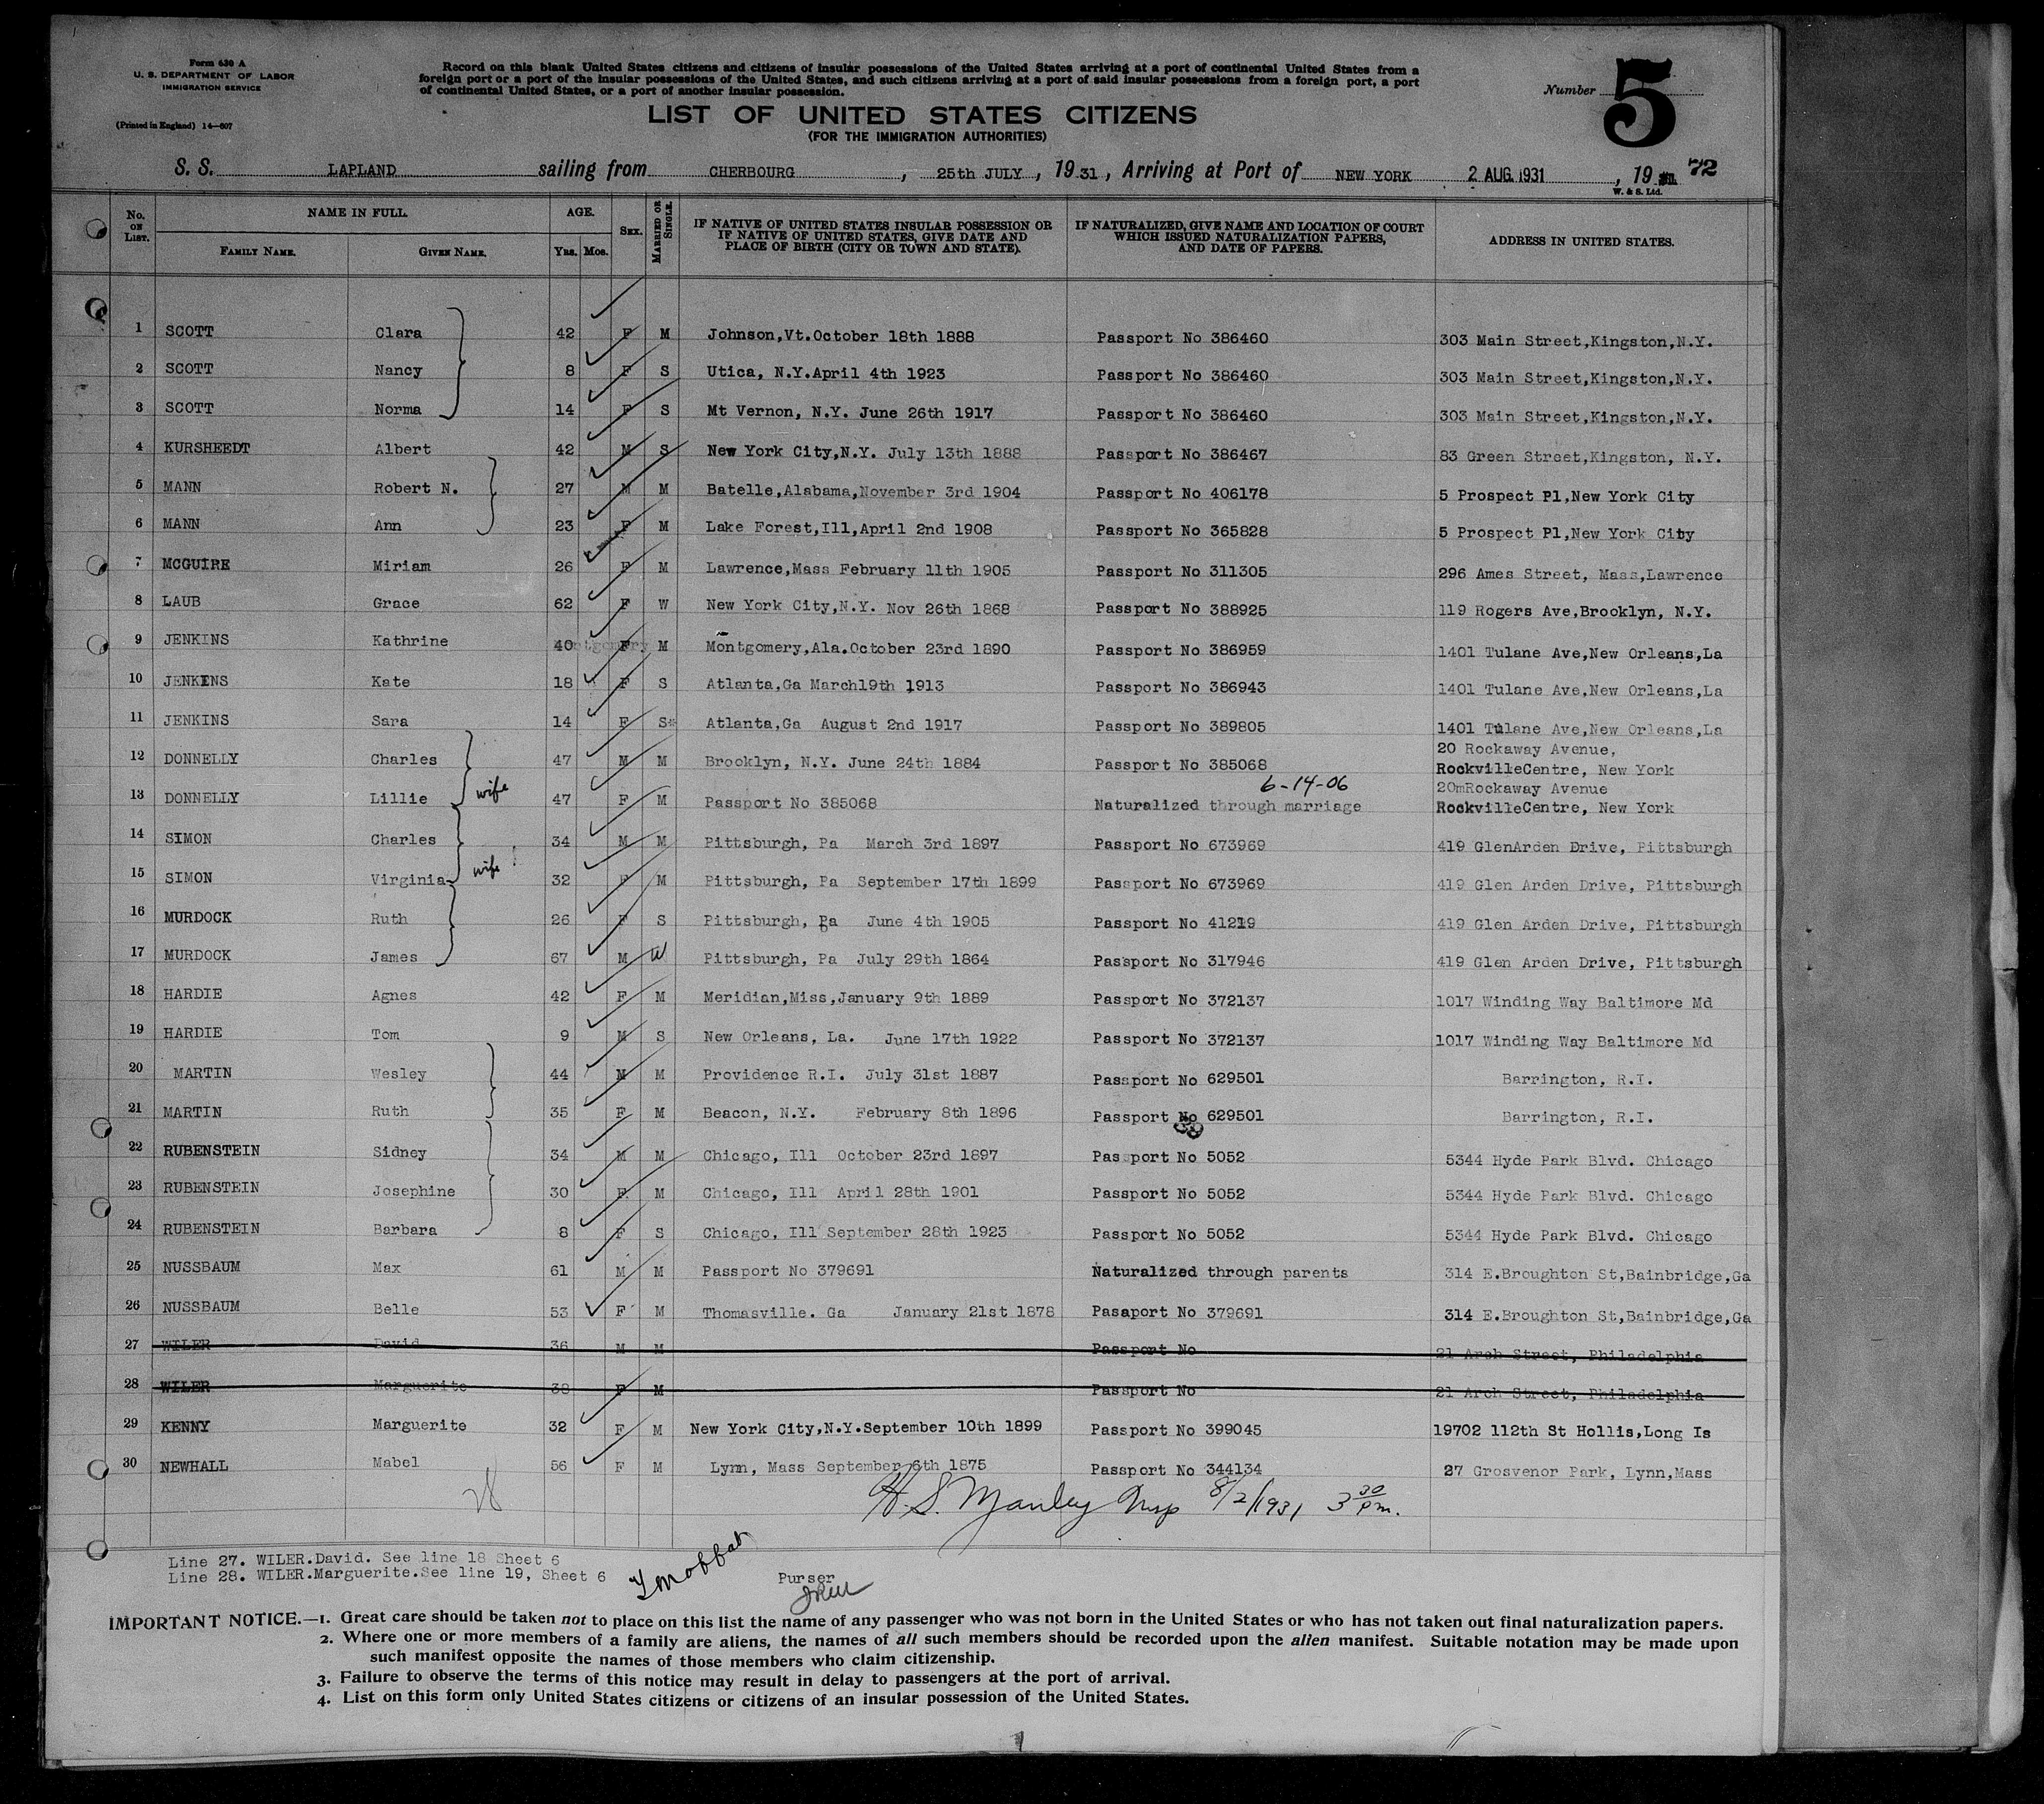 Form 630 A
U. S. DEPARTMENT OF LABOR
IMMIGRATION SERVICE
(Printed in England) 14—607
Record on this blank United States citizens and citizens of insular possessions of the United States arriving at a port of continental United States from a
foreign port or a port of the insular possessions of the United States, and such citizens arriving at a port of said insular possessions from a foreign port, a port
of continental United States, or a port of another insular possession.
Number 5
LIST OF UNITED STATES CITIZENS
(FOR THE IMMIGRATION AUTHORITIES)
S. S. LAPLAND sailing from CHERBOURG, 25th JULY, 1931, Arriving at Port of NEW YORK 2 AUG. 1931, 19 72
W. & S. Ltd.
No. ON LIST. NAME IN FULL. FAMILY NAME. GIVEN NAME. AGE. YRS. MOS. SEX. MARRIED OR SINGLE. IF NATIVE OF UNITED STATES INSULAR POSSESSION OR IF NATIVE OF UNITED STATES, GIVE DATE AND PLACE OF BIRTH (CITY OR TOWN AND STATE). IF NATURALIZED, GIVE NAME AND LOCATION OF COURT WHICH ISSUED NATURALIZATION PAPERS, AND DATE OF PAPERS. ADDRESS IN UNITED STATES.
1 SCOTT Clara 42 F M Johnson,Vt.October 18th 1888 Passport No 386460 303 Main Street,Kingston,N.Y.
2 SCOTT Nancy 8 F S Utica, N.Y.April 4th 1923 Passport No 386460 303 Main Street,Kingston,N.Y.
3 SCOTT Norma 14 F S Mt Vernon, N.Y. June 26th 1917 Passport No 386460 303 Main Street,Kingston,N.Y.
4 KURSHEEDT Albert 42 M S New York City,N.Y. July 13th 1888 Passport No 386467 83 Green Street,Kingston, N.Y.
5 MANN Robert N. 27 M M Batelle,Alabama,November 3rd 1904 Passport No 406178 5 Prospect Pl,New York City
6 MANN Ann 23 F M Lake Forest,Ill,April 2nd 1908 Passport No 365828 5 Prospect Pl,New York City
7 MCGUIRE Miriam 26 F M Lawrence,Mass February 11th 1905 Passport No 311305 296 Ames Street, Mass,Lawrence
8 LAUB Grace 62 F W New York City,N.Y. Nov 26th 1868 Passport No 388925 119 Rogers Ave,Brooklyn, N.Y.
9 JENKINS Kathrine 40 F M Montgomery,Ala.October 23rd 1890 Passport No 386959 1401 Tulane Ave,New Orleans,La
10 JENKINS Kate 18 F S Atlanta,Ga March19th 1913 Passport No 386943 1401 Tulane Ave,New Orleans,La
11 JENKINS Sara 14 F S Atlanta,Ga August 2nd 1917 Passport No 389805 1401 Tulane Ave,New Orleans,La
12 DONNELLY Charles 47 M M Brooklyn, N.Y. June 24th 1884 Passport No 385068 20 Rockaway Avenue,
RockvilleCentre, New York
6-14-06
13 DONNELLY Lillie wife 47 F M Passport No 385068 Naturalized through marriage 20mRockaway Avenue
RockvilleCentre, New York
14 SIMON Charles 34 M M Pittsburgh, Pa March 3rd 1897 Passport No 673969 419 GlenArden Drive, Pittsburgh
15 SIMON Virginia wife 32 F M Pittsburgh, Pa September 17th 1899 Passport No 673969 419 Glen Arden Drive, Pittsburgh
16 MURDOCK Ruth 26 F S Pittsburgh, Pa June 4th 1905 Passport No 41219 419 Glen Arden Drive, Pittsburgh
17 MURDOCK James 67 M W Pittsburgh, Pa July 29th 1864 Passport No 317946 419 Glen Arden Drive, Pittsburgh
18 HARDIE Agnes 42 F M Meridian,Miss,January 9th 1889 Passport No 372137 1017 Winding Way Baltimore Md
19 HARDIE Tom 9 M S New Orleans, La. June 17th 1922 Passport No 372137 1017 Winding Way Baltimore Md
20 MARTIN Wesley 44 M M Providence R.I. July 31st 1887 Passport No 629501 Barrington, R.I.
21 MARTIN Ruth 35 F M Beacon, N.Y. February 8th 1896 Passport No 629501 Barrington, R.I.
22 RUBENSTEIN Sidney 34 M M Chicago, Ill October 23rd 1897 Passport No 5052 5344 Hyde Park Blvd. Chicago
23 RUBENSTEIN Josephine 30 F M Chicago, Ill April 28th 1901 Passport No 5052 5344 Hyde Park Blvd. Chicago
24 RUBENSTEIN Barbara 8 F S Chicago, Ill September 28th 1923 Passport No 5052 5344 Hyde Park Blvd. Chicago
25 NUSSBAUM Max 61 M M Passport No 379691 Naturalized through parents 314 E.Broughton St,Bainbridge,Ga
26 NUSSBAUM Belle 53 F M Thomasville. Ga January 21st 1878 Pasaport No 379691 314 E.Broughton St,Bainbridge,Ga
27 WILER David 36 M M Passport No 21 Arch Street, Philadelphia
28 WILER Marguerite 38 F M Passport No 21 Arch Street, Philadelphia
29 KENNY Marguerite 32 F M New York City,N.Y.September 10th 1899 Passport No 399045 19702 112th St Hollis,Long Is
30 NEWHALL Mabel 56 F M Lynn, Mass September 6th 1875 Passport No 344134 27 Grosvenor Park, Lynn,Mass
28 H.S. Manley Insp 8/2/1931 3 30 pm.
Line 27. WILER.David. See line 18 Sheet 6
Line 28. WILER.Marguerite.See line 19, Sheet 6
Purser
IMPORTANT NOTICE.—1. Great care should be taken not to place on this list the name of any passenger who was not born in the United States or who has not taken out final naturalization papers.
2. Where one or more members of a family are aliens, the names of all such members should be recorded upon the alien manifest. Suitable notation may be made upon
such manifest opposite the names of those members who claim citizenship.
3. Failure to observe the terms of this notice may result in delay to passengers at the port of arrival.
4. List on this form only United States citizens or citizens of an insular possession of the United States.